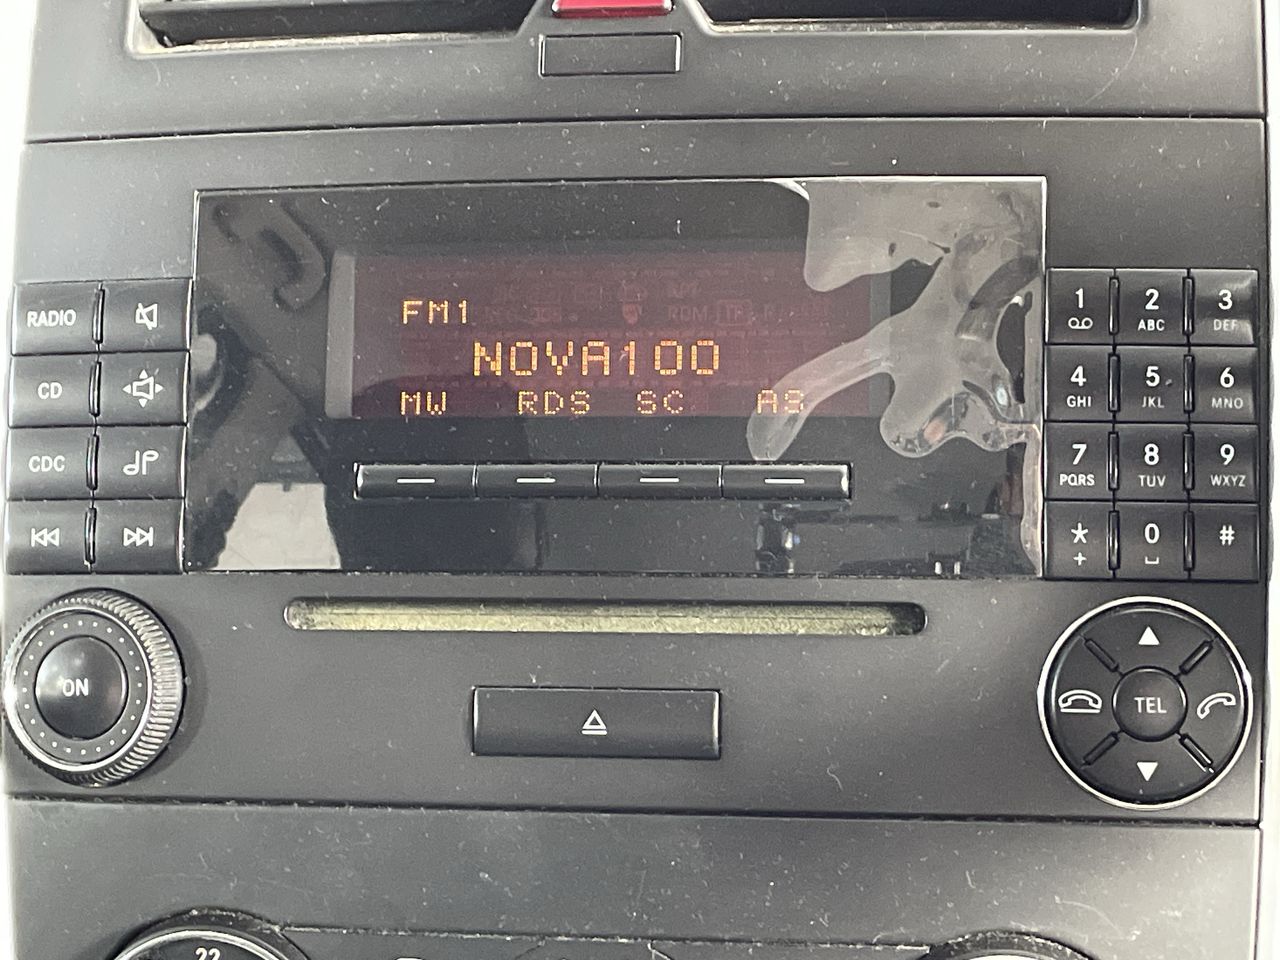 FM1
NOVA100
MW RDS SC AS
RADIO
CD
CDC
ON
1 2 ABC 3 DEF
4 GHI 5 JKL 6 MNO
7 PQRS 8 TUV 9 WXYZ
* + 0 #
TEL
22